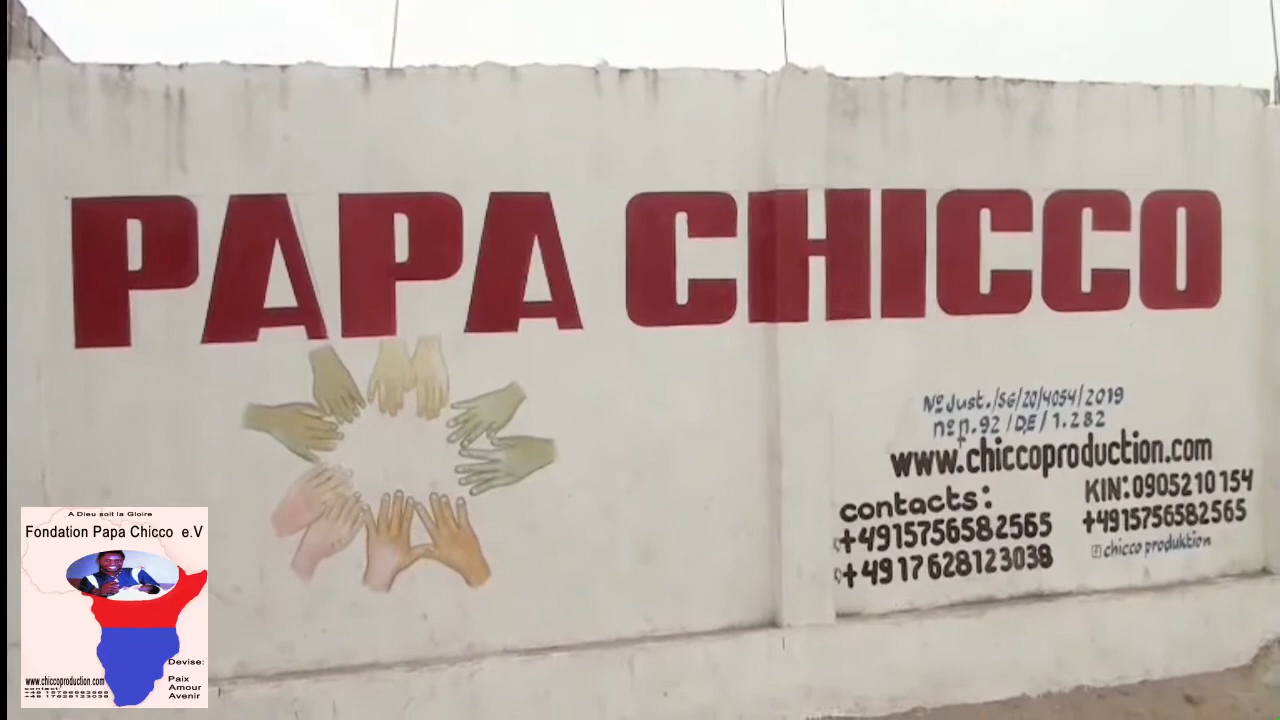 PAPA CHICCO
Nº Just./SG/20/4054/2019
nº n.92/DE/1.282
www.chiccoproduction.com
contacts:
+4915756582565
+4917628123038
KIN:0905210154
+4915756582565
chicco produktion
A Dieu soit la Gloire
Fondation Papa Chicco e.V
Devise:
Paix
Amour
Avenir
www.chiccoproduction.com
contact: